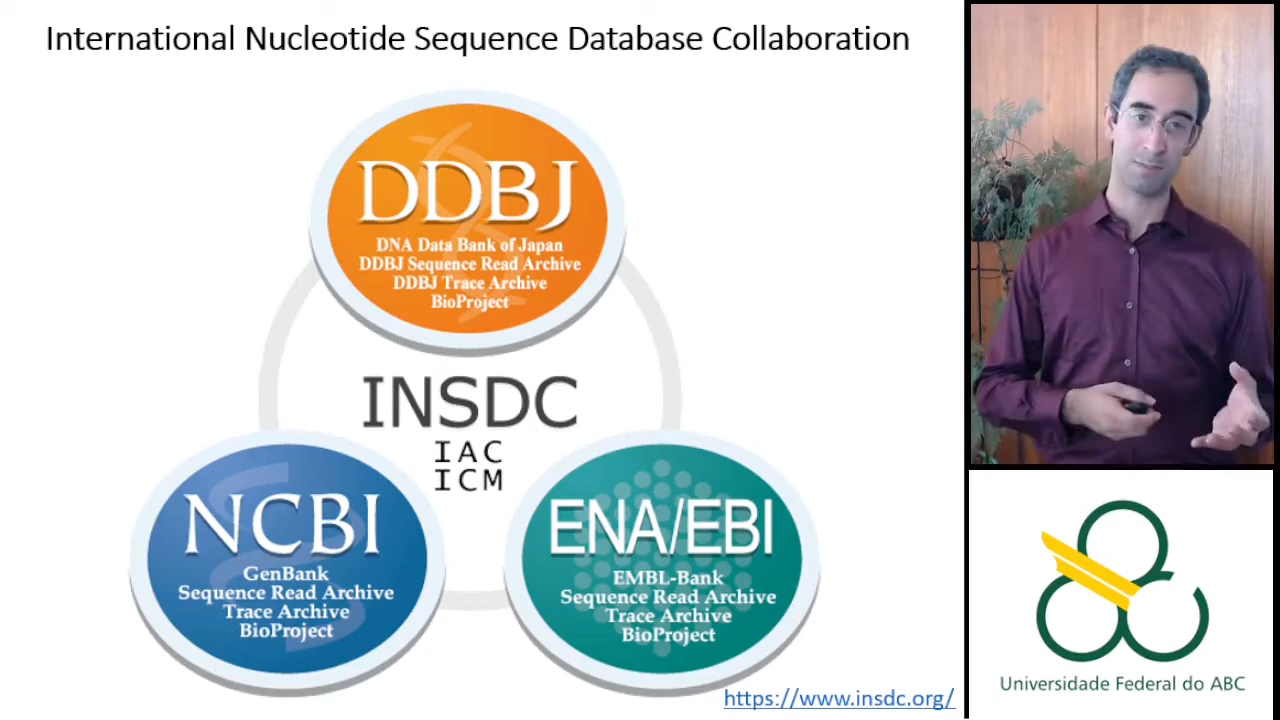 International Nucleotide Sequence Database Collaboration
DDBJ
DNA Data Bank of Japan
DDBJ Sequence Read Archive
DDBJ Trace Archive
BioProject
INSDC
IAC
ICM
NCBI
GenBank
Sequence Read Archive
Trace Archive
BioProject
ENA/EBI
EMBL-Bank
Sequence Read Archive
Trace Archive
BioProject
https://www.insdc.org/
Universidade Federal do ABC